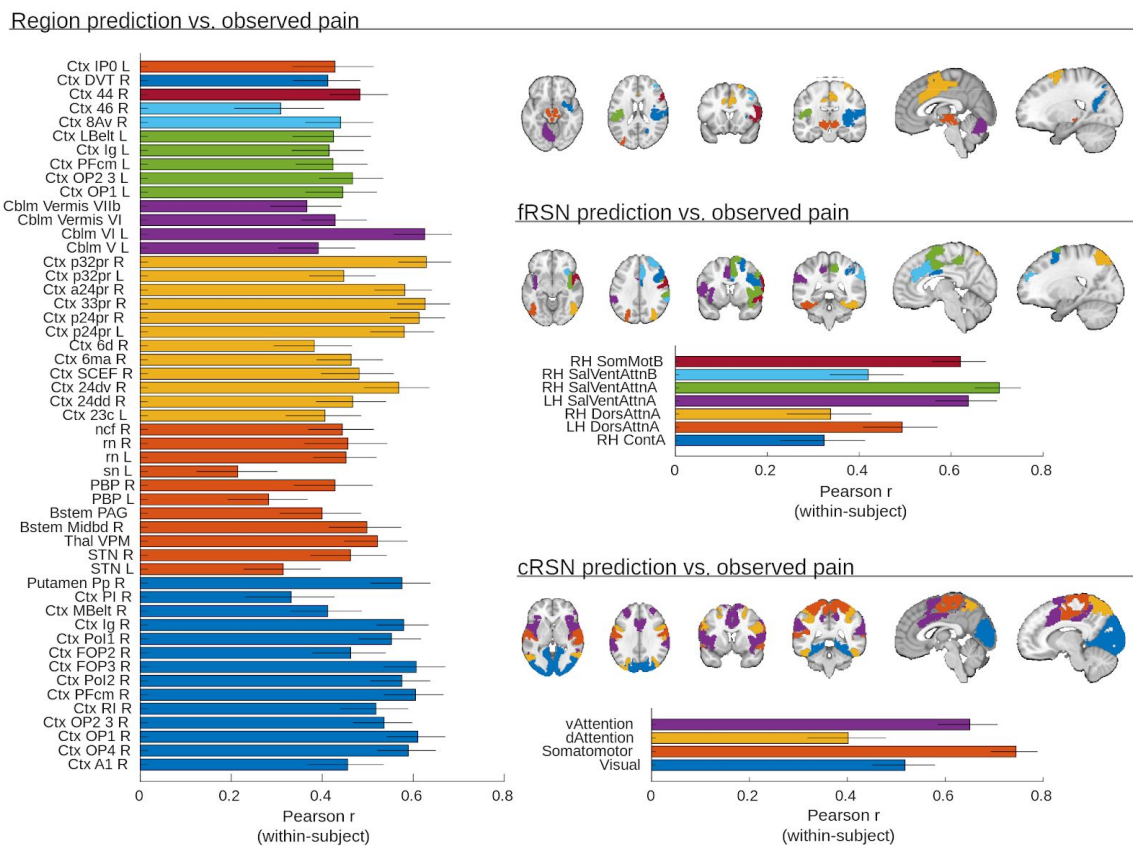 Region prediction vs. observed pain
Ctx IP0 L
Ctx DVT R
Ctx 44 R
Ctx 46 R
Ctx 8Av R
Ctx LBelt L
Ctx Ig L
Ctx PFcm L
Ctx OP2 3 L
Ctx OP1 L
Cblm Vermis VIIb
Cblm Vermis VI
Cblm VI L
Cblm V L
Ctx p32pr R
Ctx p32pr L
Ctx a24pr R
Ctx 33pr R
Ctx p24pr R
Ctx p24pr L
Ctx 6d R
Ctx 6ma R
Ctx SCEF R
Ctx 24dv R
Ctx 24dd R
Ctx 23c L
ncf R
rn R
rn L
sn L
PBP R
PBP L
Bstem PAG
Bstem Midbd R
Thal VPM
STN R
STN L
Putamen Pp R
Ctx PI R
Ctx MBelt R
Ctx Ig R
Ctx PoI1 R
Ctx FOP2 R
Ctx FOP3 R
Ctx PoI2 R
Ctx PFcm R
Ctx RI R
Ctx OP2 3 R
Ctx OP1 R
Ctx OP4 R
Ctx A1 R
0 0.2 0.4 0.6 0.8
Pearson r
(within-subject)
fRSN prediction vs. observed pain
RH SomMotB
RH SalVentAttnB
RH SalVentAttnA
LH SalVentAttnA
RH DorsAttnA
LH DorsAttnA
RH ContA
0 0.2 0.4 0.6 0.8
Pearson r
(within-subject)
cRSN prediction vs. observed pain
vAttention
dAttention
Somatomotor
Visual
0 0.2 0.4 0.6 0.8
Pearson r
(within-subject)